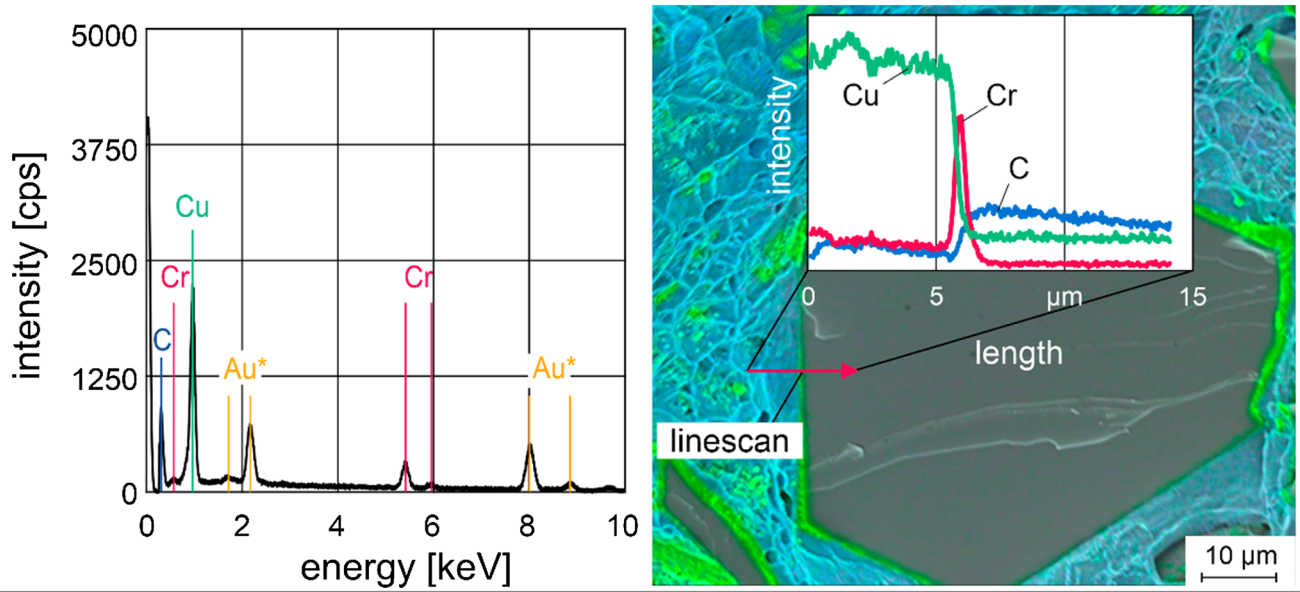 intensity [cps]
5000
3750
2500
1250
0
Cu
Cr
Cr
C
Au*
Au*
0 2 4 6 8 10
energy [keV]
intensity
Cu
Cr
C
0 5 µm 15
length
linescan
10 µm